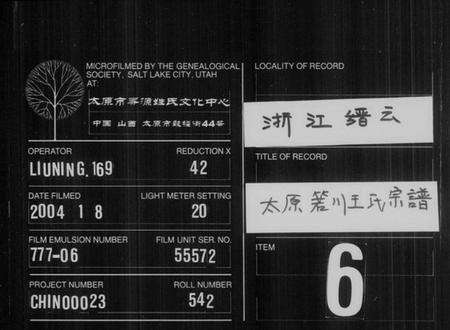 MICROFILMED BY THE GENEALOGICAL
SOCIETY, SALT LAKE CITY, UTAH
AT:
太原市寻源姓氏文化中心
中国 山西 太原市鼓楼街44号
OPERATOR
LIUNING.169
REDUCTION X
42
DATE FILMED
2004 1 8
LIGHT METER SETTING
20
FILM EMULSION NUMBER
777-06
FILM UNIT SER. NO.
55572
PROJECT NUMBER
CHIN00023
ROLL NUMBER
542
LOCALITY OF RECORD
浙江缙云
TITLE OF RECORD
太原箬川王氏宗譜
ITEM
6